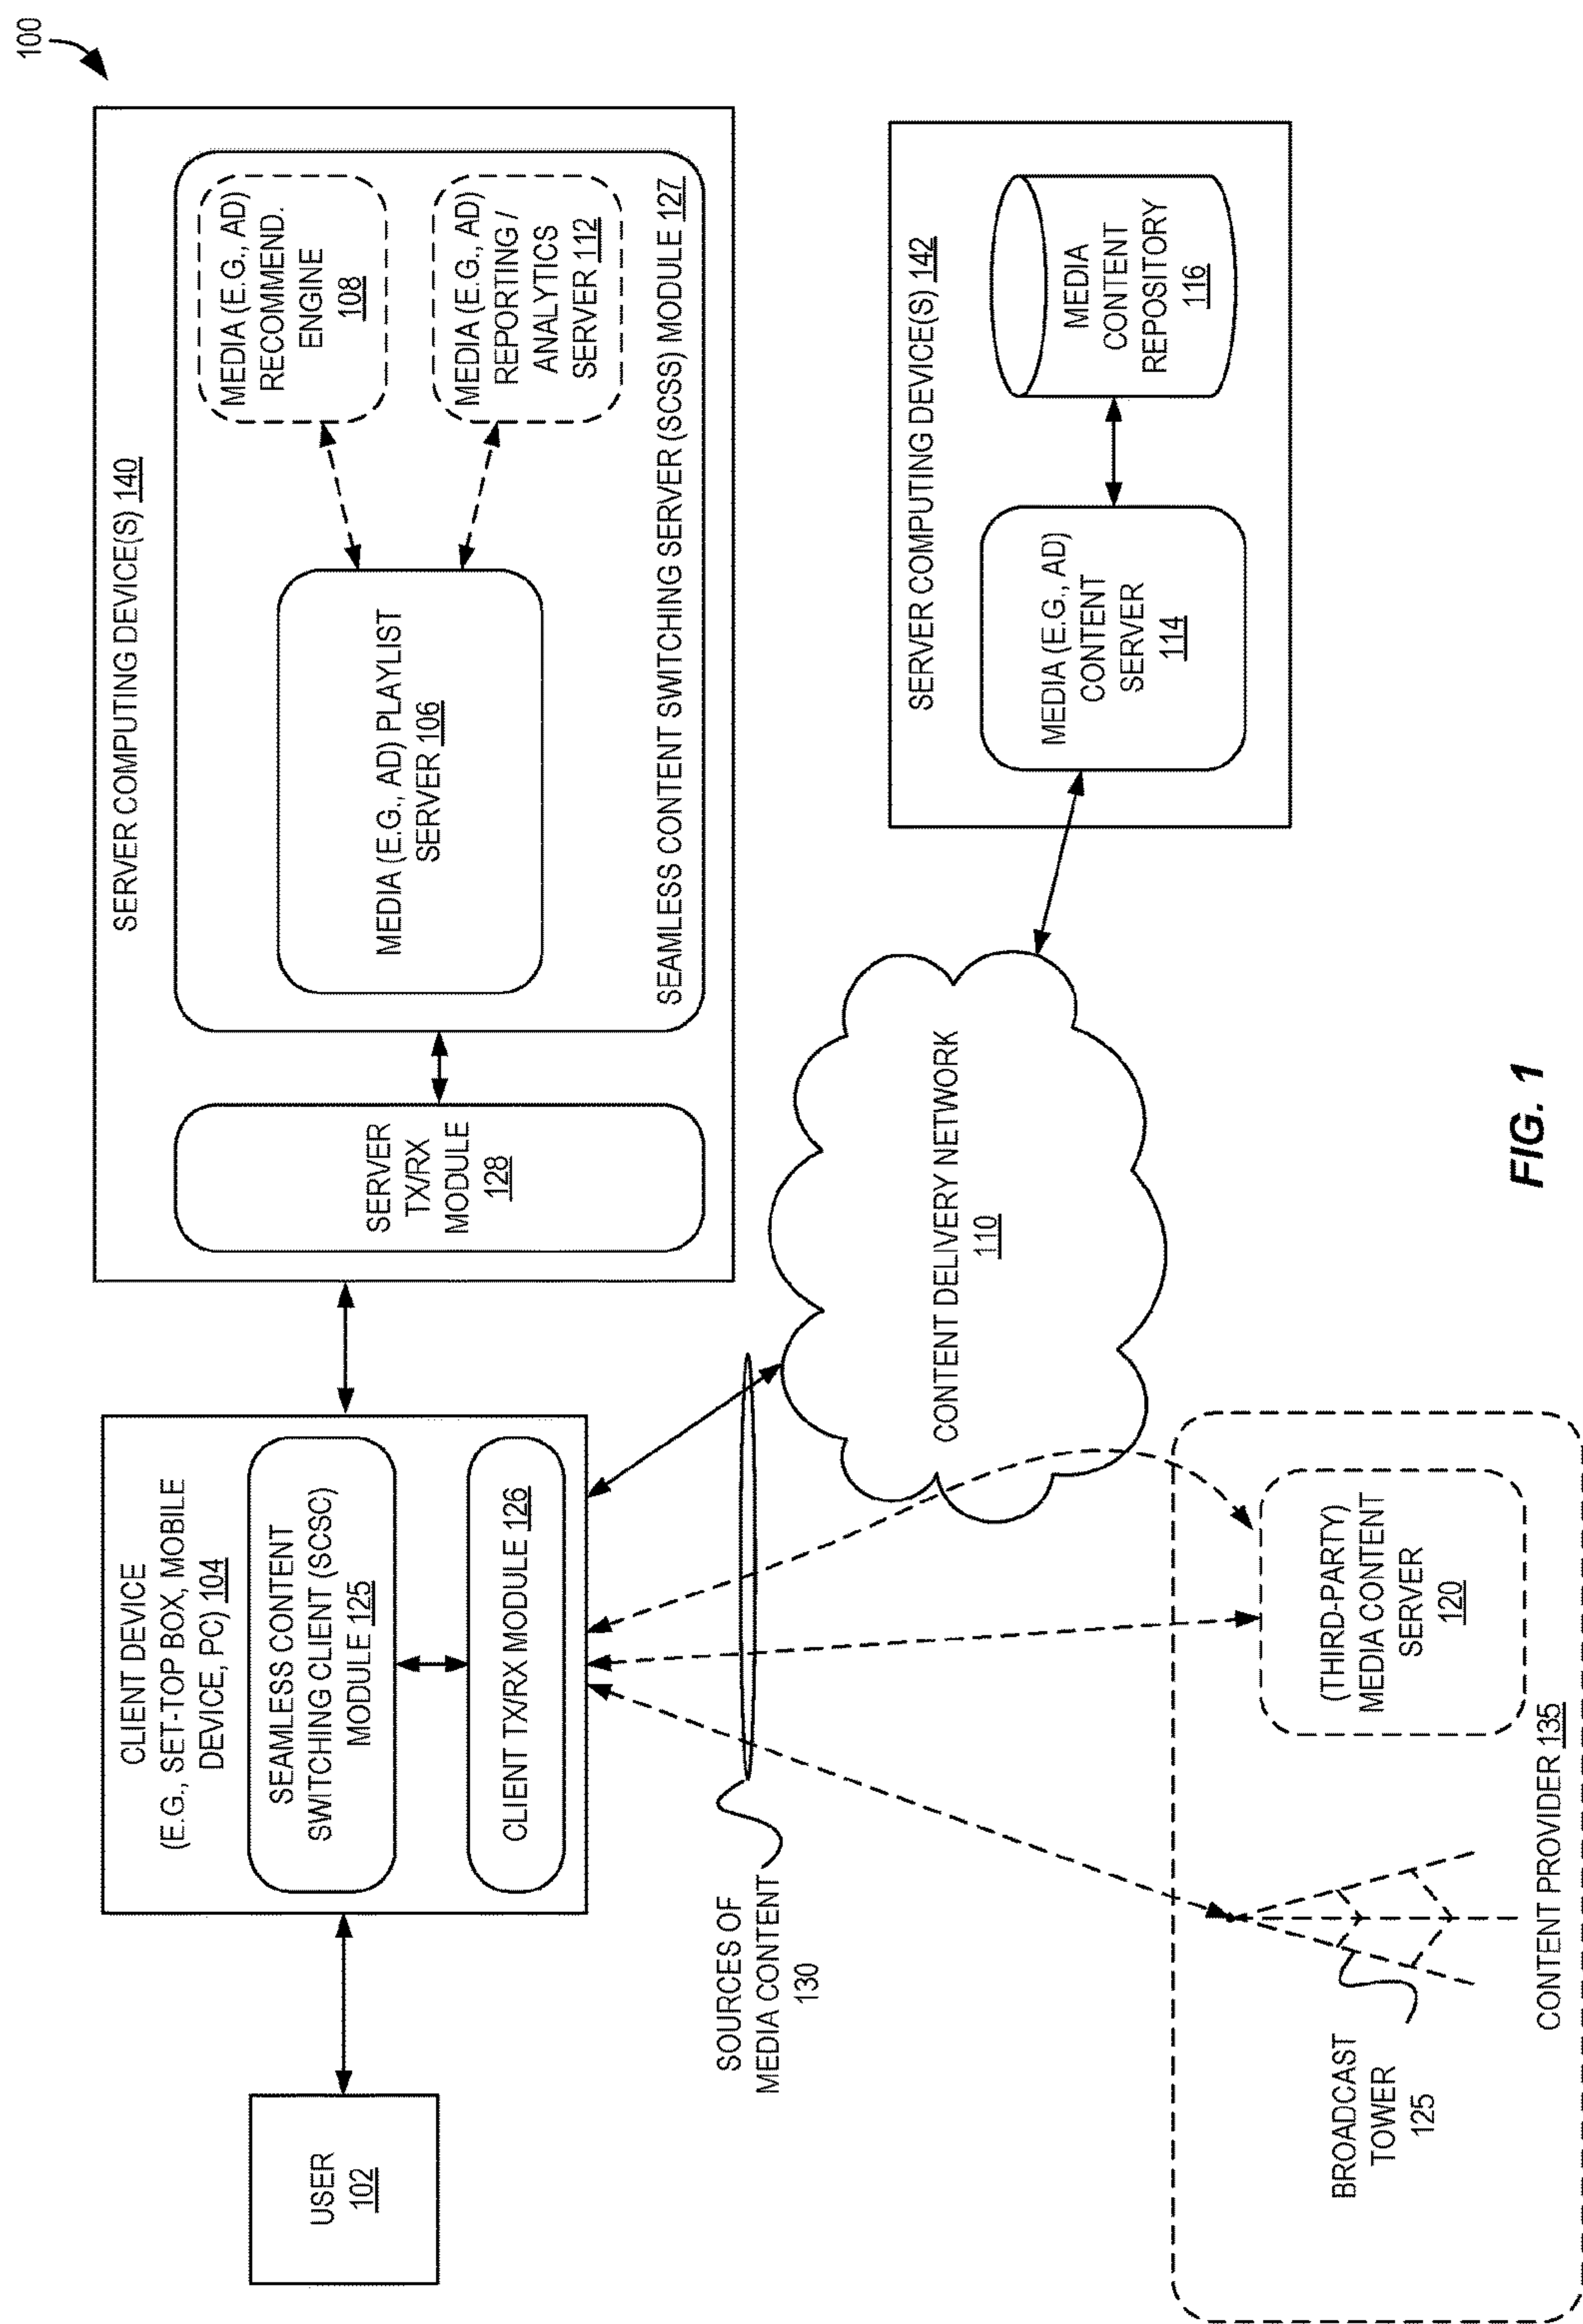 100
SERVER COMPUTING DEVICE(S) 140
MEDIA (E.G., AD)
RECOMMEND.
ENGINE
108
MEDIA (E.G., AD)
REPORTING /
ANALYTICS
SERVER 112
MEDIA (E.G., AD) PLAYLIST
SERVER 106
SEAMLESS CONTENT SWITCHING SERVER (SCSS) MODULE 127
SERVER
TX/RX
MODULE
128
CLIENT DEVICE
(E.G., SET-TOP BOX, MOBILE
DEVICE, PC) 104
SEAMLESS CONTENT
SWITCHING CLIENT (SCSC)
MODULE 125
CLIENT TX/RX MODULE 126
USER
102
SERVER COMPUTING DEVICE(S) 142
MEDIA (E.G., AD)
CONTENT
SERVER
114
MEDIA
CONTENT
REPOSITORY
116
CONTENT DELIVERY NETWORK
110
SOURCES OF
MEDIA CONTENT
130
(THIRD-PARTY)
MEDIA CONTENT
SERVER
120
BROADCAST
TOWER
125
CONTENT PROVIDER 135
FIG. 1